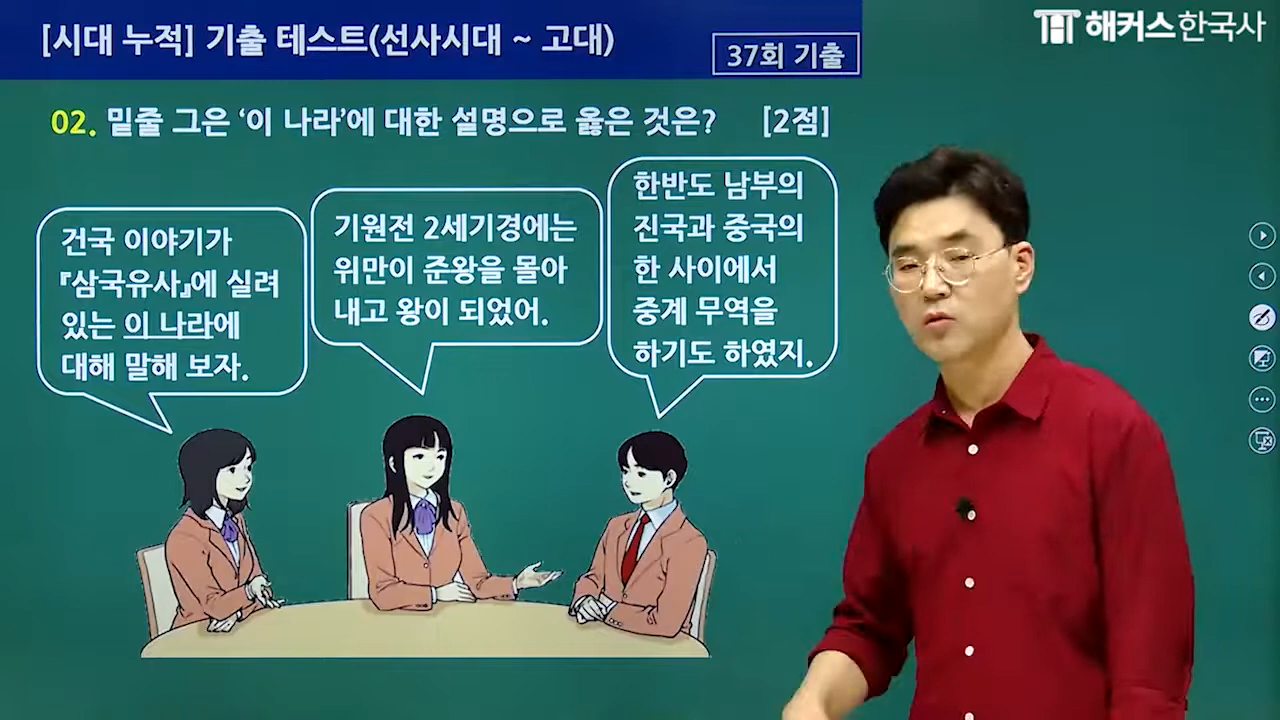 [시대 누적] 기출 테스트(선사시대 ~ 고대)
37회 기출
해커스한국사
02. 밑줄 그은 ‘이 나라’에 대한 설명으로 옳은 것은? [2점]
건국 이야기가
『삼국유사』에 실려
있는 이 나라에
대해 말해 보자.
기원전 2세기경에는
위만이 준왕을 몰아
내고 왕이 되었어.
한반도 남부의
진국과 중국의
한 사이에서
중계 무역을
하기도 하였지.